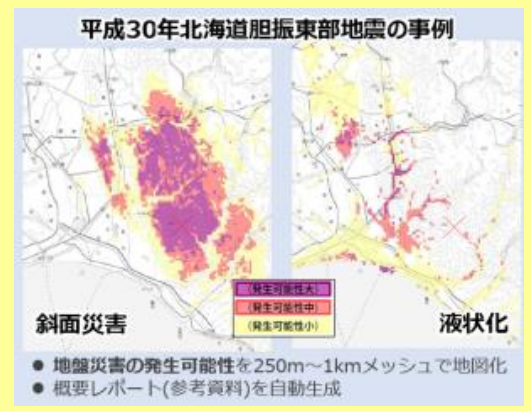 平成30年北海道胆振東部地震の事例
(発生可能性大)
(発生可能性中)
(発生可能性小)
斜面災害
液状化
● 地盤災害の発生可能性を250m～1kmメッシュで地図化
● 概要レポート(参考資料)を自動生成